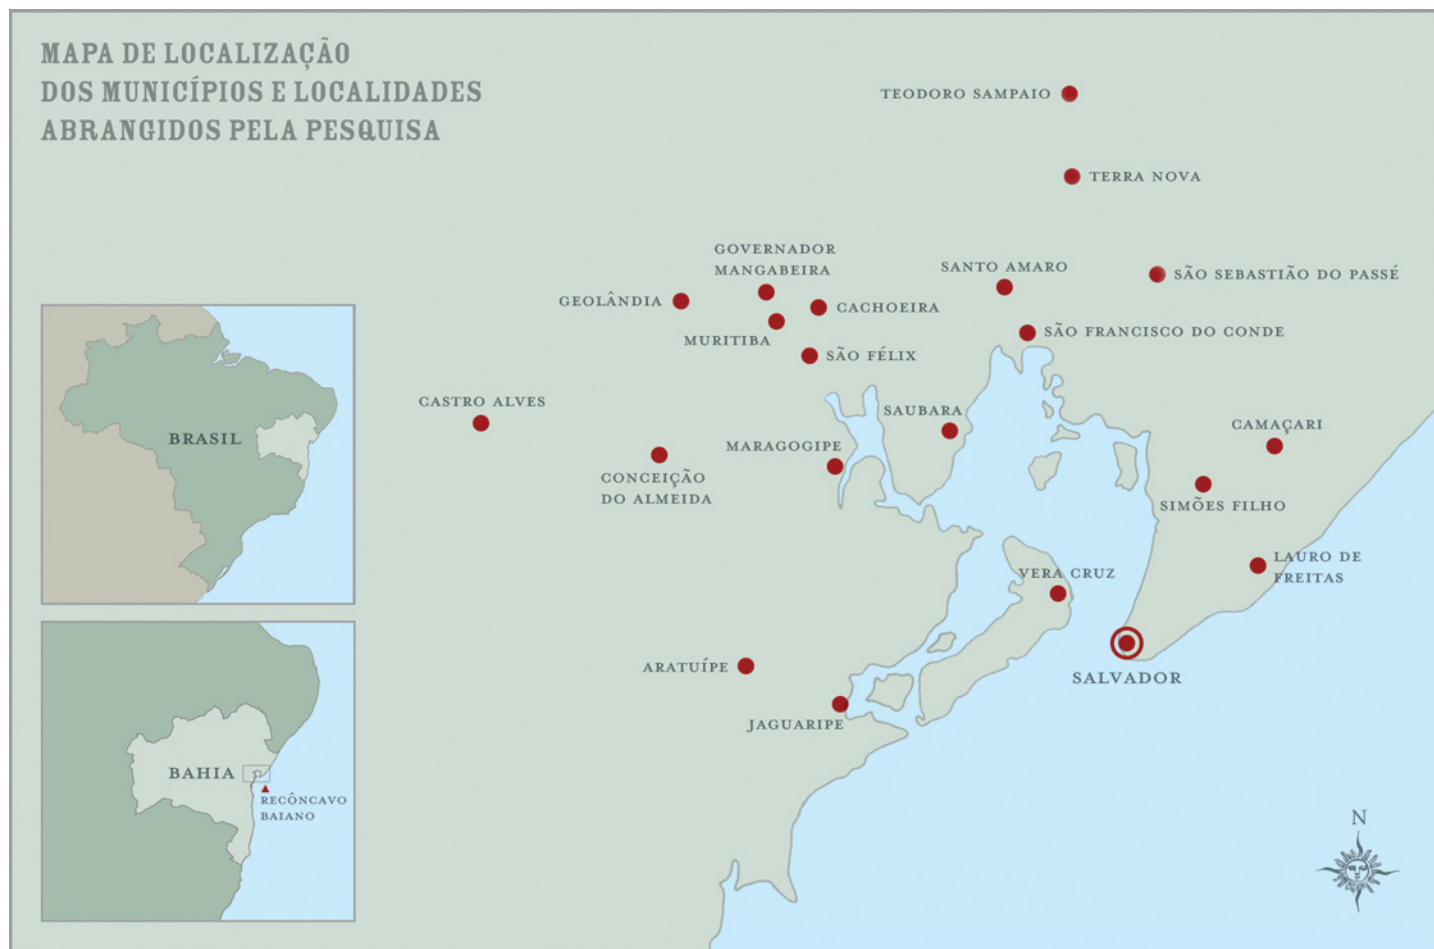 MAPA DE LOCALIZAÇÃO
DOS MUNICÍPIOS E LOCALIDADES
ABRANGIDOS PELA PESQUISA
TEODORO SAMPAIO
TERRA NOVA
GOVERNADOR
MANGABEIRA
SANTO AMARO
SÃO SEBASTIÃO DO PASSÉ
GEOLÂNDIA
CACHOEIRA
MURITIBA
SÃO FRANCISCO DO CONDE
SÃO FÉLIX
CASTRO ALVES
SAUBARA
CAMAÇARI
MARAGOGIPE
CONCEIÇÃO
DO ALMEIDA
SIMÕES FILHO
LAURO DE
FREITAS
VERA CRUZ
ARATUÍPE
SALVADOR
JAGUARIPE
BRASIL
BAHIA
RECÔNCAVO
BAIANO
N